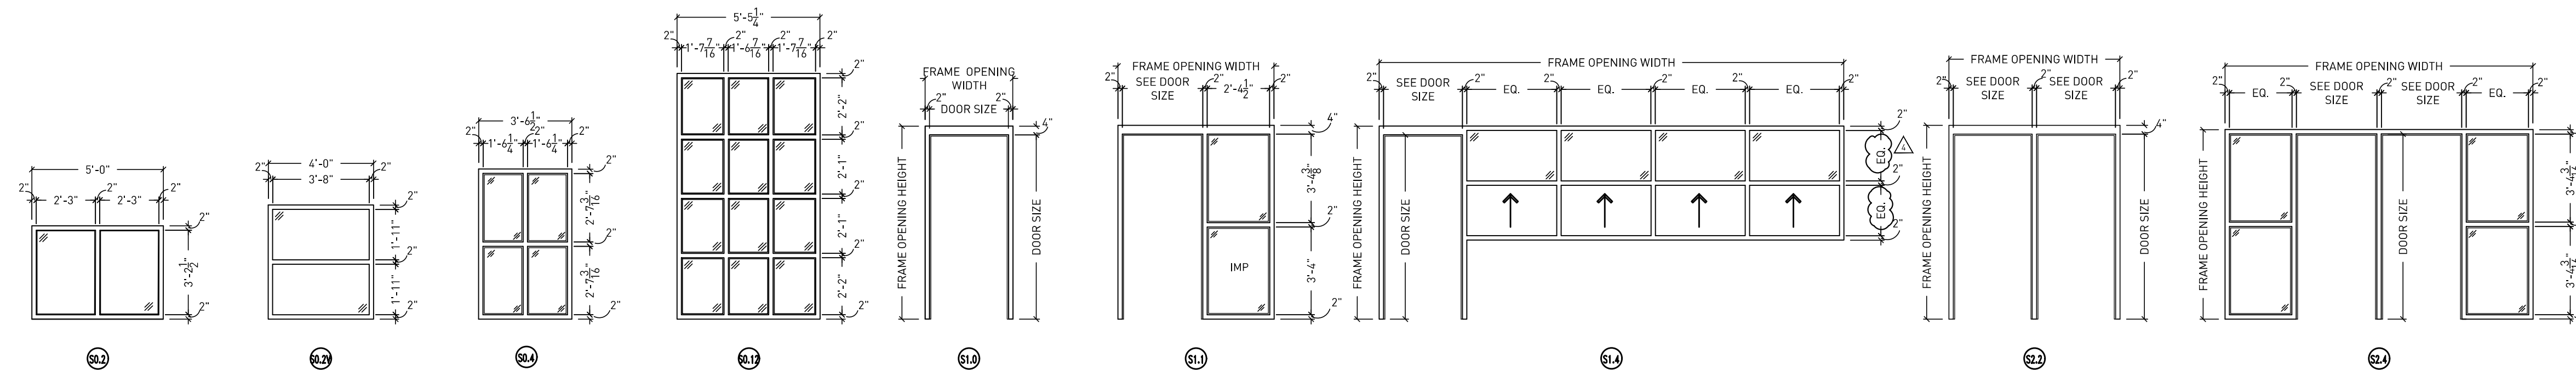 5'-0"
2" 2" 2"
2'-3" 2'-3"
2"
3'-2 1/2"
2"
S0.2
4'-0"
2" 2"
3'-8"
2"
1'-11"
2"
1'-11"
2"
S0.2V
3'-6 1/2"
2" 2" 2"
1'-6 1/4" 1'-6 1/4"
2"
2'-7 3/16"
2"
2'-7 3/16"
2"
S0.4
5'-5 1/4"
2" 2" 2" 2"
1'-7 7/16" 1'-6 7/16" 1'-7 7/16"
2"
2'-2"
2"
2'-1"
2"
2'-1"
2"
2'-2"
2"
S0.12
FRAME OPENING
WIDTH
2" 2"
DOOR SIZE
4"
FRAME OPENING HEIGHT
DOOR SIZE
S1.0
FRAME OPENING WIDTH
2" SEE DOOR 2" 2'-4 1/2" 2"
SIZE
4"
3'-4 3/8"
2"
3'-4"
2"
IMP
S1.1
FRAME OPENING WIDTH
2" SEE DOOR 2" 2" 2" 2" 2"
SIZE EQ. EQ. EQ. EQ.
2"
EQ.
4
2"
EQ.
2"
FRAME OPENING HEIGHT
DOOR SIZE
S1.4
FRAME OPENING WIDTH
2" 2" 2"
SEE DOOR SEE DOOR
SIZE SIZE
4"
FRAME OPENING HEIGHT
DOOR SIZE
S2.2
FRAME OPENING WIDTH
2" 2" 2" 2" 2"
EQ. SEE DOOR SEE DOOR EQ.
SIZE SIZE
FRAME OPENING HEIGHT
DOOR SIZE
S2.4